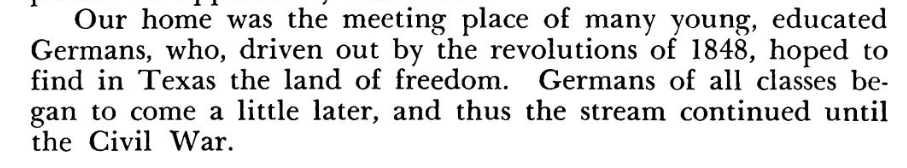 Our home was the meeting place of many young, educated
Germans, who, driven out by the revolutions of 1848, hoped to
find in Texas the land of freedom. Germans of all classes be-
gan to come a little later, and thus the stream continued until
the Civil War.